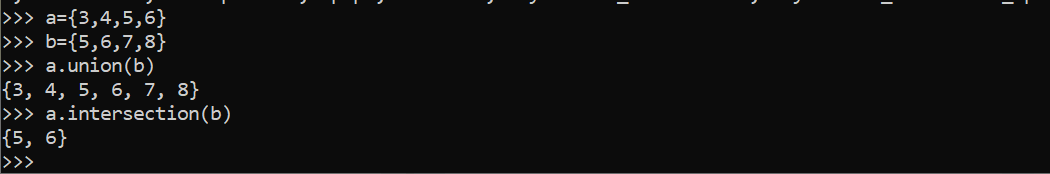 >>> a={3,4,5,6}
>>> b={5,6,7,8}
>>> a.union(b)
{3, 4, 5, 6, 7, 8}
>>> a.intersection(b)
{5, 6}
>>>